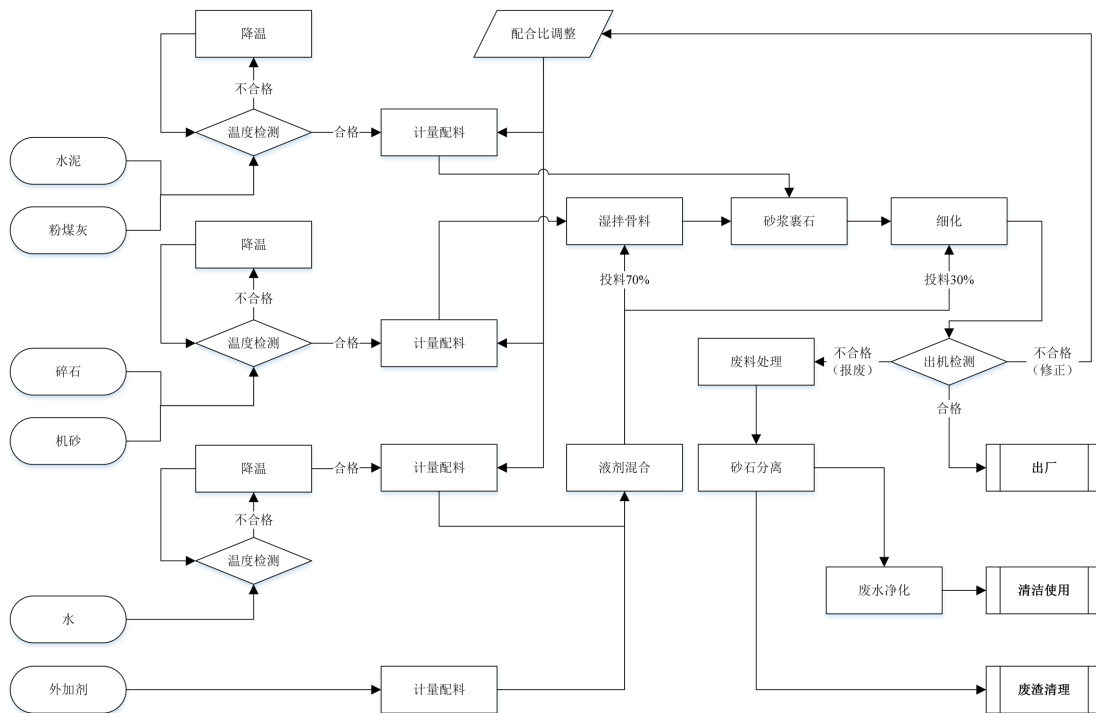 降温
配合比调整
不合格
温度检测
合格
计量配料
水泥
粉煤灰
湿拌骨料
砂浆裹石
细化
降温
投料70%
投料30%
不合格
温度检测
合格
计量配料
碎石
机砂
废料处理
不合格
（报废）
出机检测
不合格
（修正）
合格
降温
合格
计量配料
液剂混合
砂石分离
出厂
不合格
温度检测
水
废水净化
清洁使用
外加剂
计量配料
废渣清理